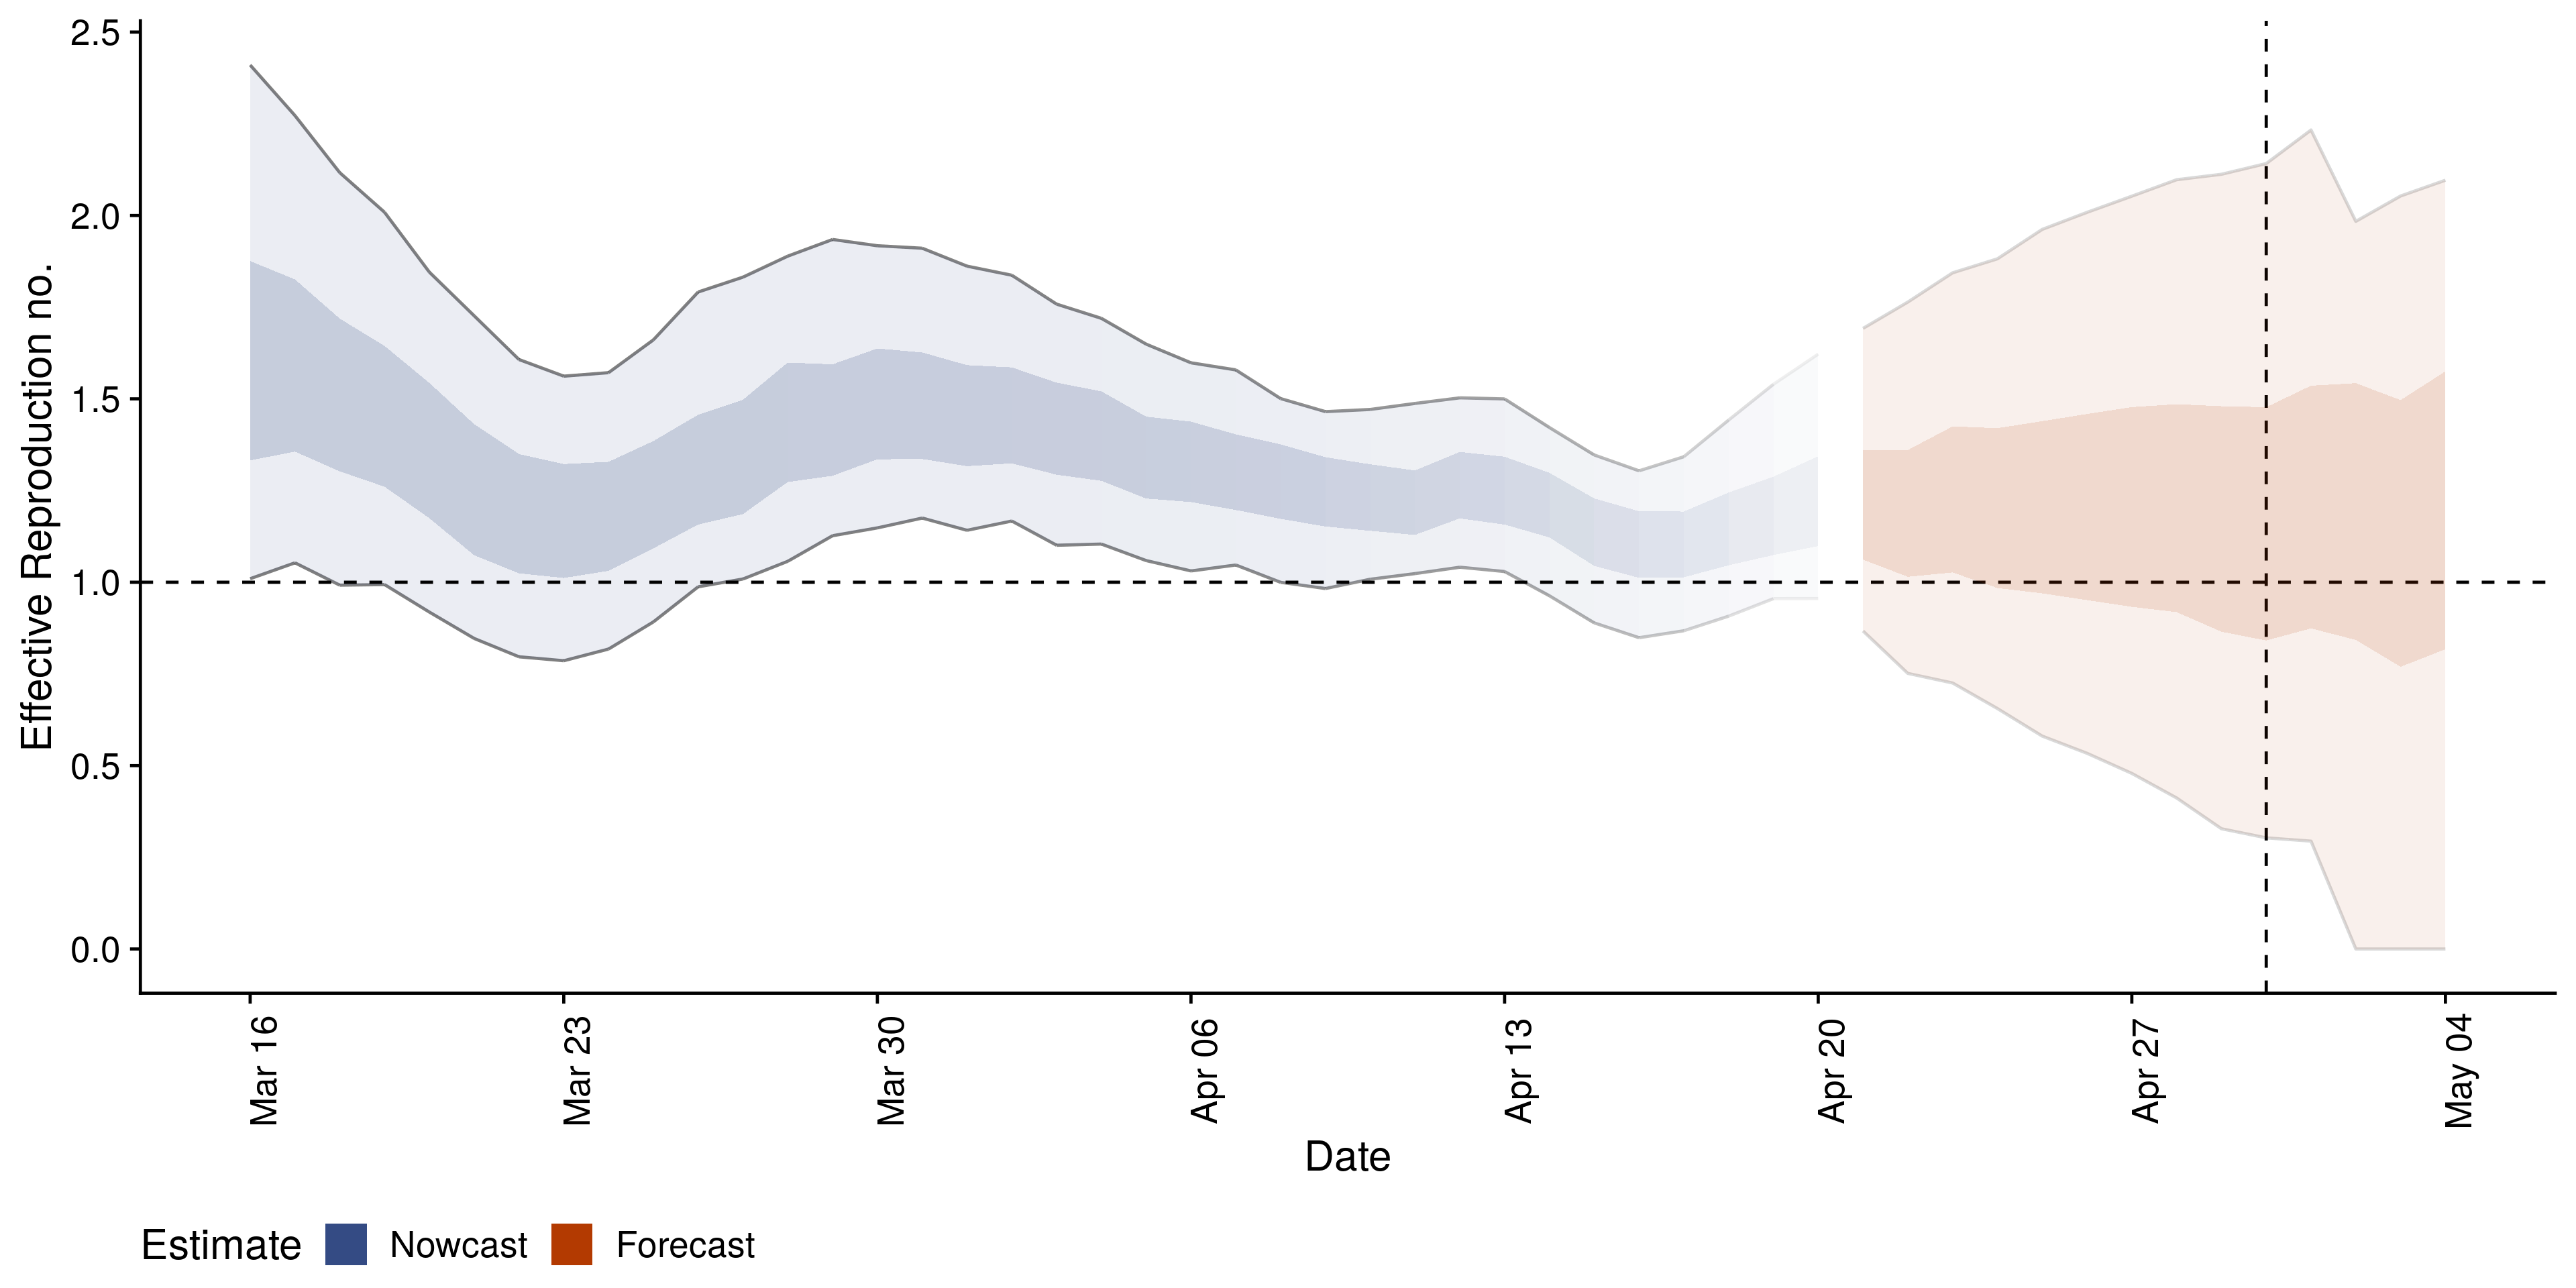 Effective Reproduction no.
2.5
2.0
1.5
1.0
0.5
0.0
Mar 16
Mar 23
Mar 30
Apr 06
Apr 13
Apr 20
Apr 27
May 04
Date
Estimate Nowcast Forecast